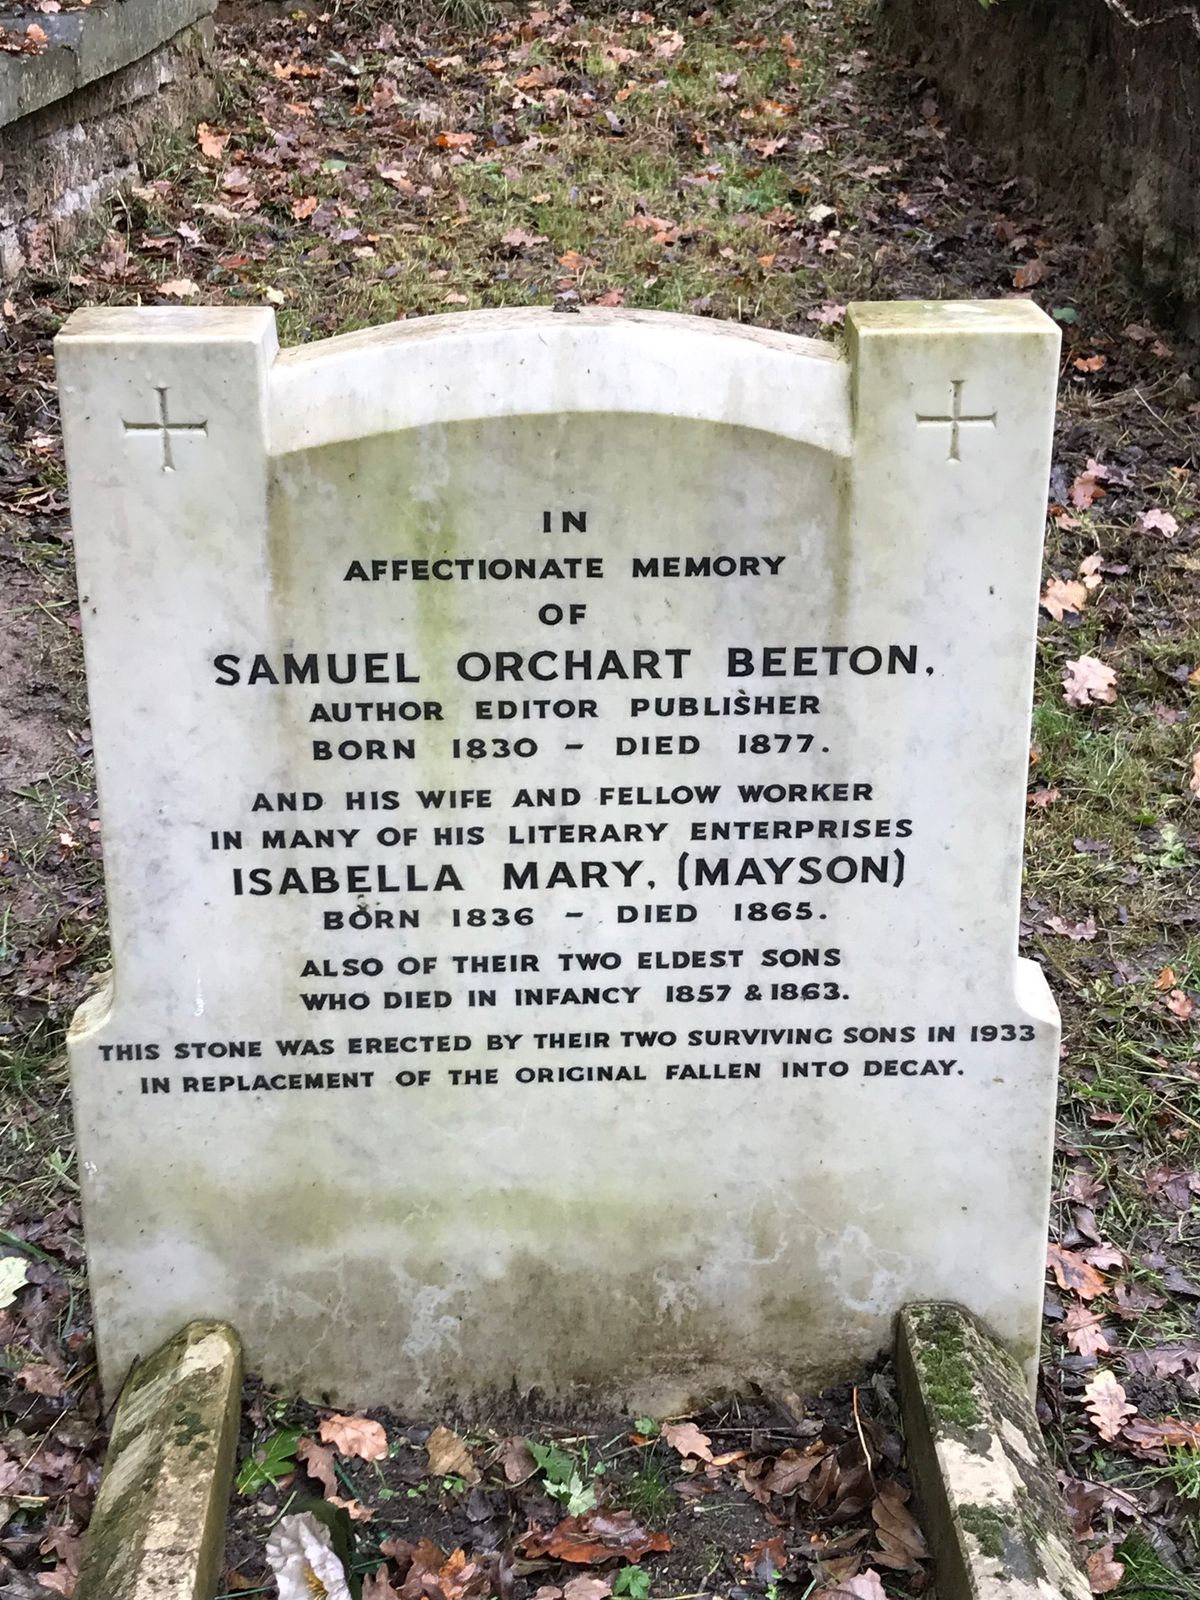 IN
AFFECTIONATE MEMORY
OF
SAMUEL ORCHART BEETON,
AUTHOR EDITOR PUBLISHER
BORN 1830 – DIED 1877.
AND HIS WIFE AND FELLOW WORKER
IN MANY OF HIS LITERARY ENTERPRISES
ISABELLA MARY, (MAYSON)
BORN 1836 – DIED 1865.
ALSO OF THEIR TWO ELDEST SONS
WHO DIED IN INFANCY 1857 & 1863.
THIS STONE WAS ERECTED BY THEIR TWO SURVIVING SONS IN 1933
IN REPLACEMENT OF THE ORIGINAL FALLEN INTO DECAY.